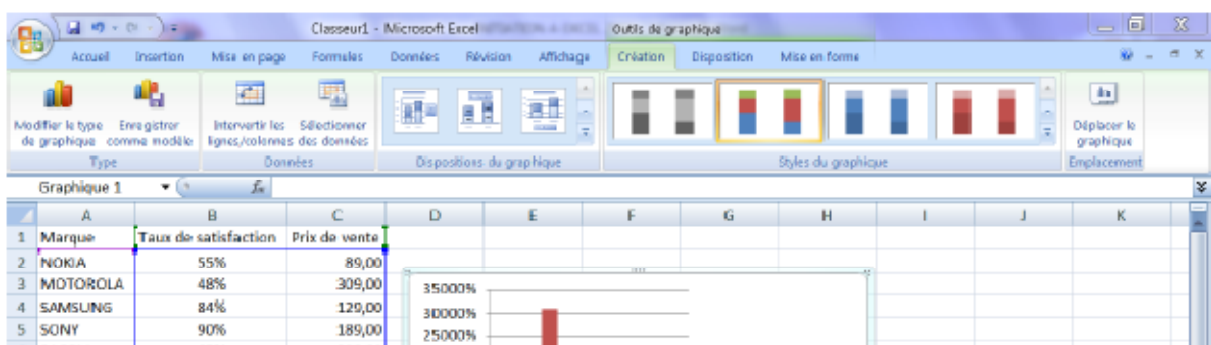 Classeur1 - Microsoft Excel
Outils de graphique
Accueil Insertion Mise en page Formules Données Révision Affichage Création Disposition Mise en forme
Modifier le type de graphique
Enregistrer comme modèle
Intervertir les lignes/colonnes
Sélectionner des données
Déplacer le graphique
Type Données Dispositions du graphique Styles du graphique Emplacement
Graphique 1 fx
A B C D E F G H I J K
1 Marque Taux de satisfaction Prix de vente
2 NOKIA 55% 89,00
3 MOTOROLA 48% 309,00
4 SAMSUNG 84% 129,00
5 SONY 90% 189,00
35000%
30000%
25000%